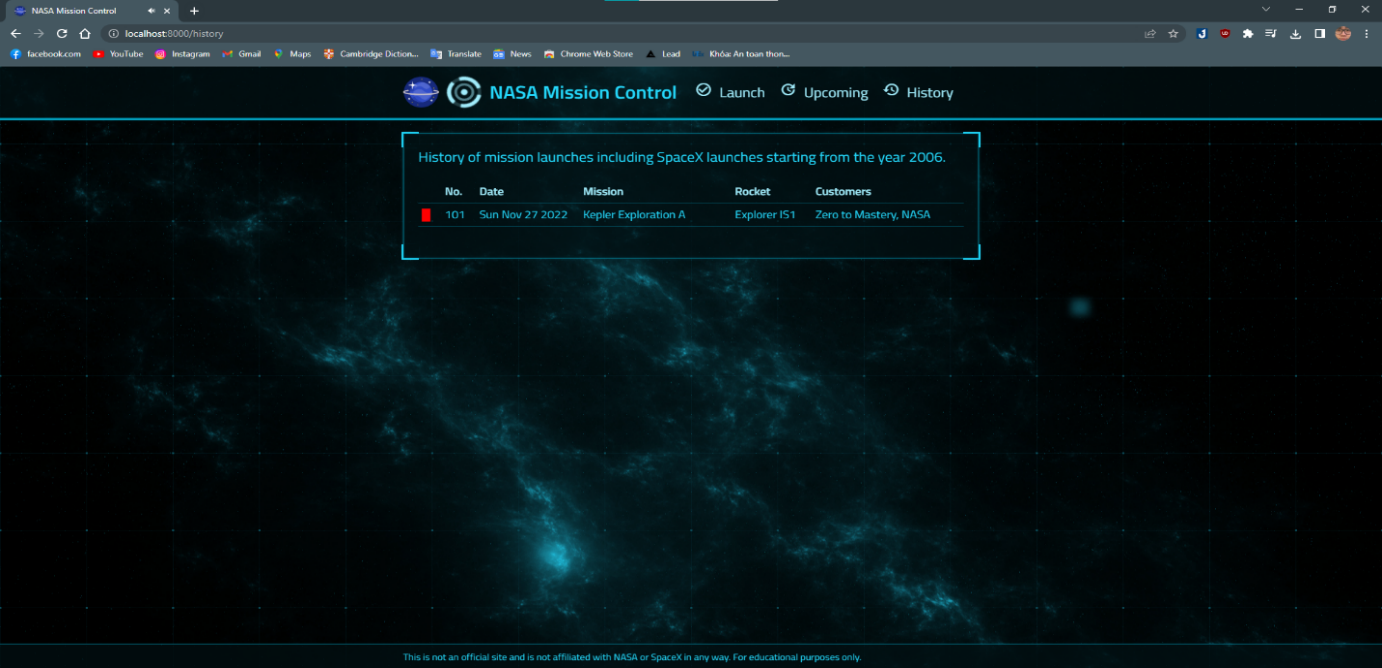 NASA Mission Control
localhost:8000/history
facebook.com YouTube Instagram Gmail Maps Cambridge Diction... Translate News Chrome Web Store Lead Khóa: An toan thon...
NASA Mission Control Launch Upcoming History
History of mission launches including SpaceX launches starting from the year 2006.
No. Date Mission Rocket Customers
101 Sun Nov 27 2022 Kepler Exploration A Explorer IS1 Zero to Mastery, NASA
This is not an official site and is not affiliated with NASA or SpaceX in any way. For educational purposes only.